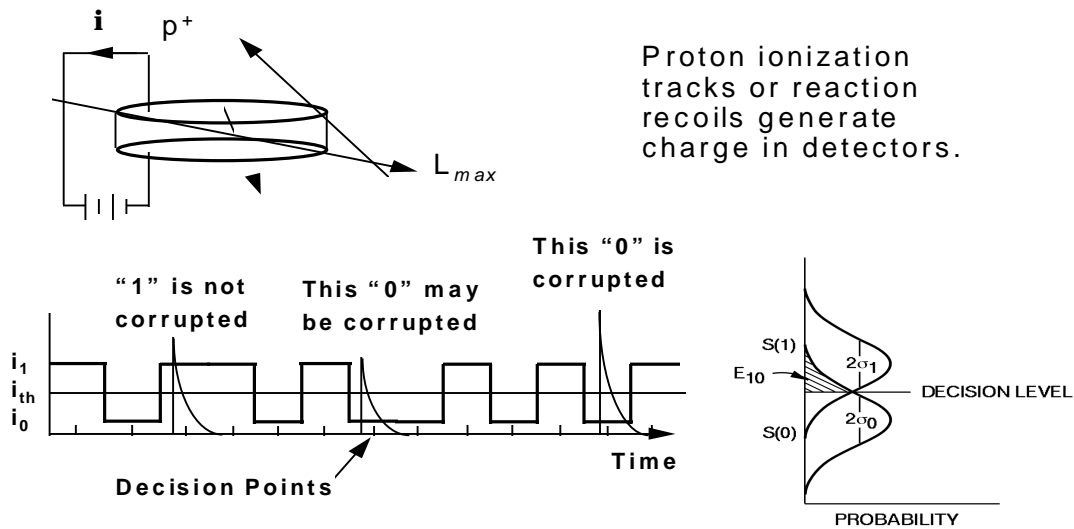 i
p+
Lmax
Proton ionization
tracks or reaction
recoils generate
charge in detectors.
"1" is not
corrupted
This "0" may
be corrupted
This "0" is
corrupted
i1
ith
i0
Time
Decision Points
S(1)
E10
S(0)
2σ1
2σ0
DECISION LEVEL
PROBABILITY